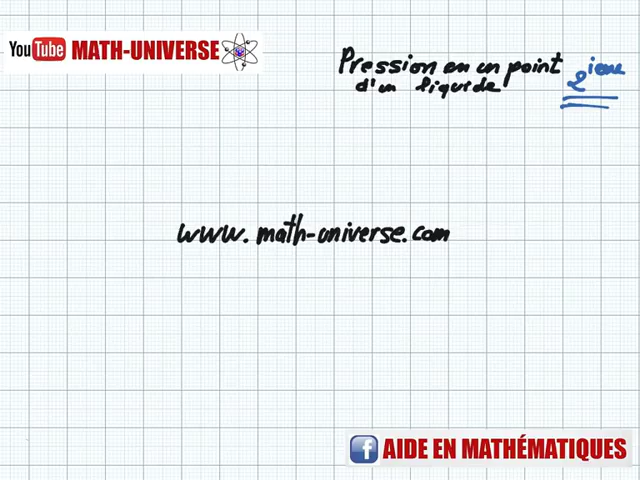 YouTube MATH-UNIVERSE
Pression en un point
d'un liquide
2ième
www.math-universe.com
f AIDE EN MATHÉMATIQUES